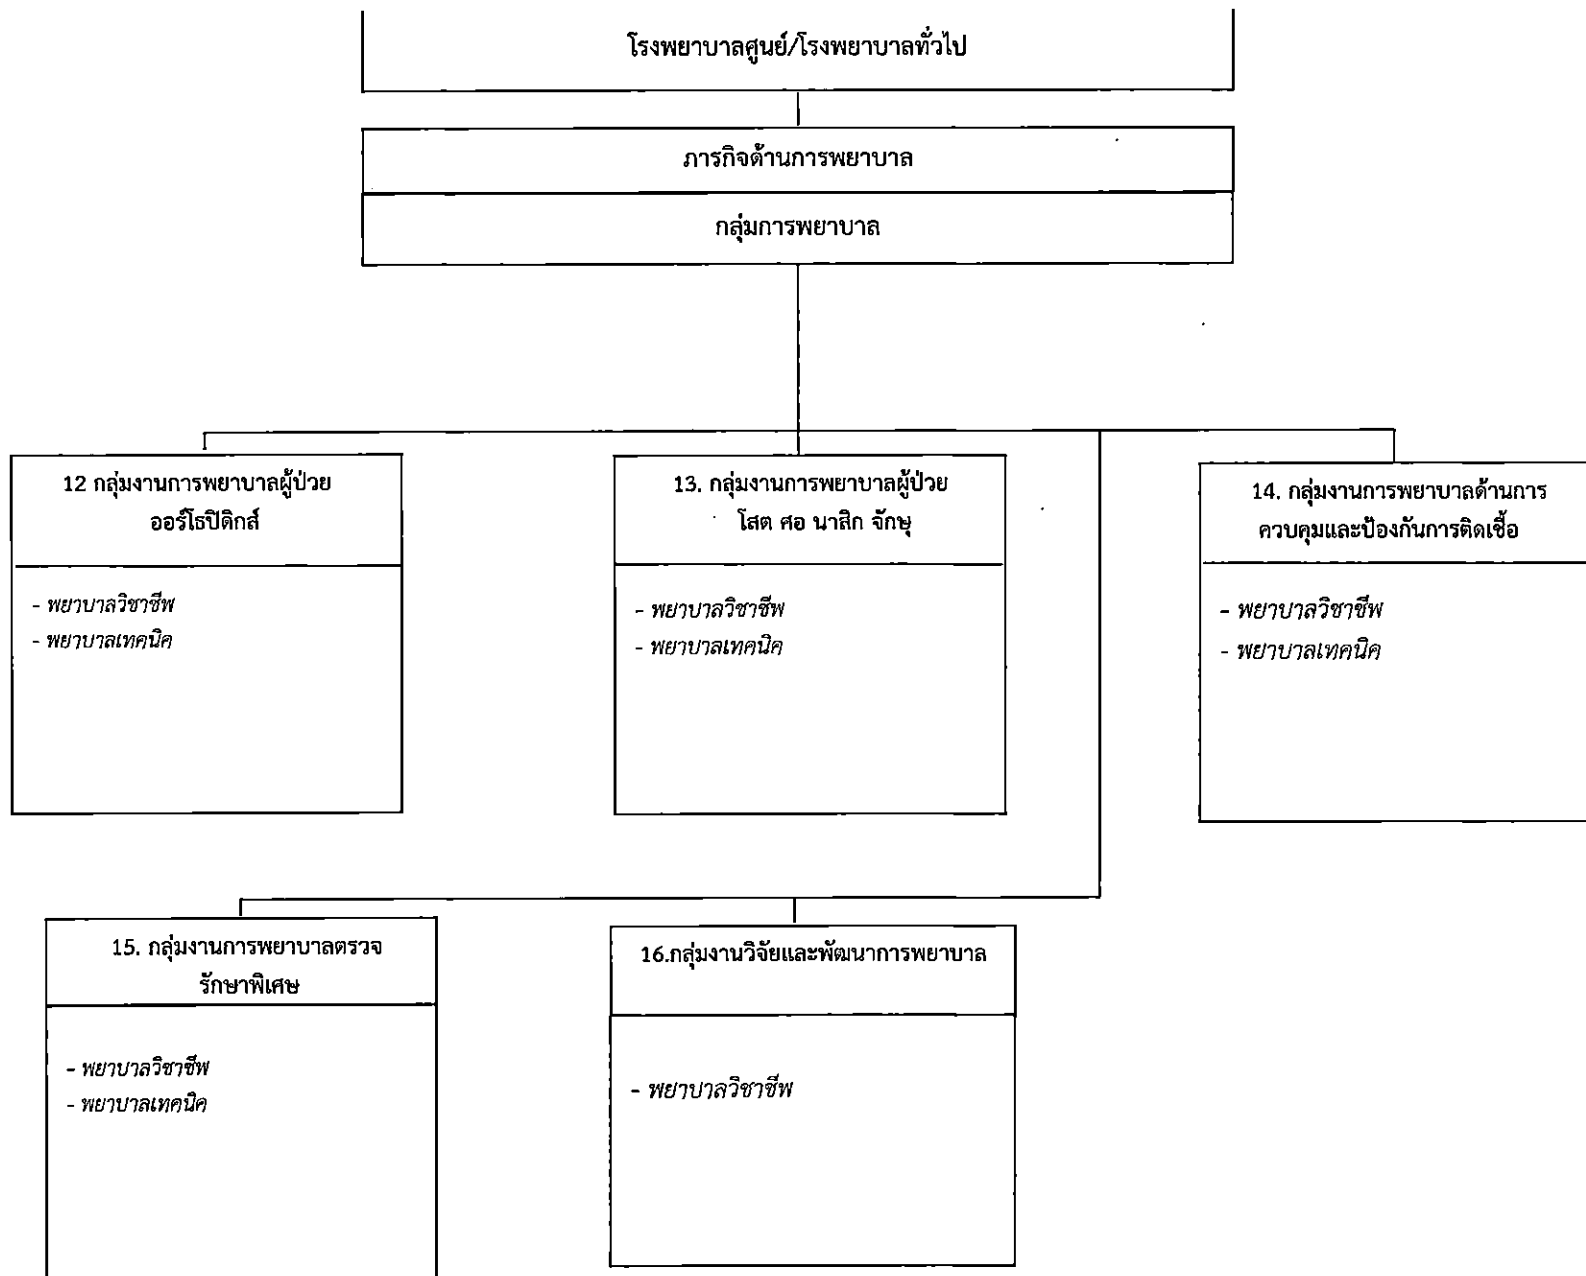 โรงพยาบาลศูนย์/โรงพยาบาลทั่วไป
ภารกิจด้านการพยาบาล
กลุ่มการพยาบาล
12 กลุ่มงานการพยาบาลผู้ป่วย
ออร์โธปิดิกส์
- พยาบาลวิชาชีพ
- พยาบาลเทคนิค
13. กลุ่มงานการพยาบาลผู้ป่วย
โสต ศอ นาสิก จักษุ
- พยาบาลวิชาชีพ
- พยาบาลเทคนิค
14. กลุ่มงานการพยาบาลด้านการ
ควบคุมและป้องกันการติดเชื้อ
- พยาบาลวิชาชีพ
- พยาบาลเทคนิค
15. กลุ่มงานการพยาบาลตรวจ
รักษาพิเศษ
- พยาบาลวิชาชีพ
- พยาบาลเทคนิค
16.กลุ่มงานวิจัยและพัฒนาการพยาบาล
- พยาบาลวิชาชีพ